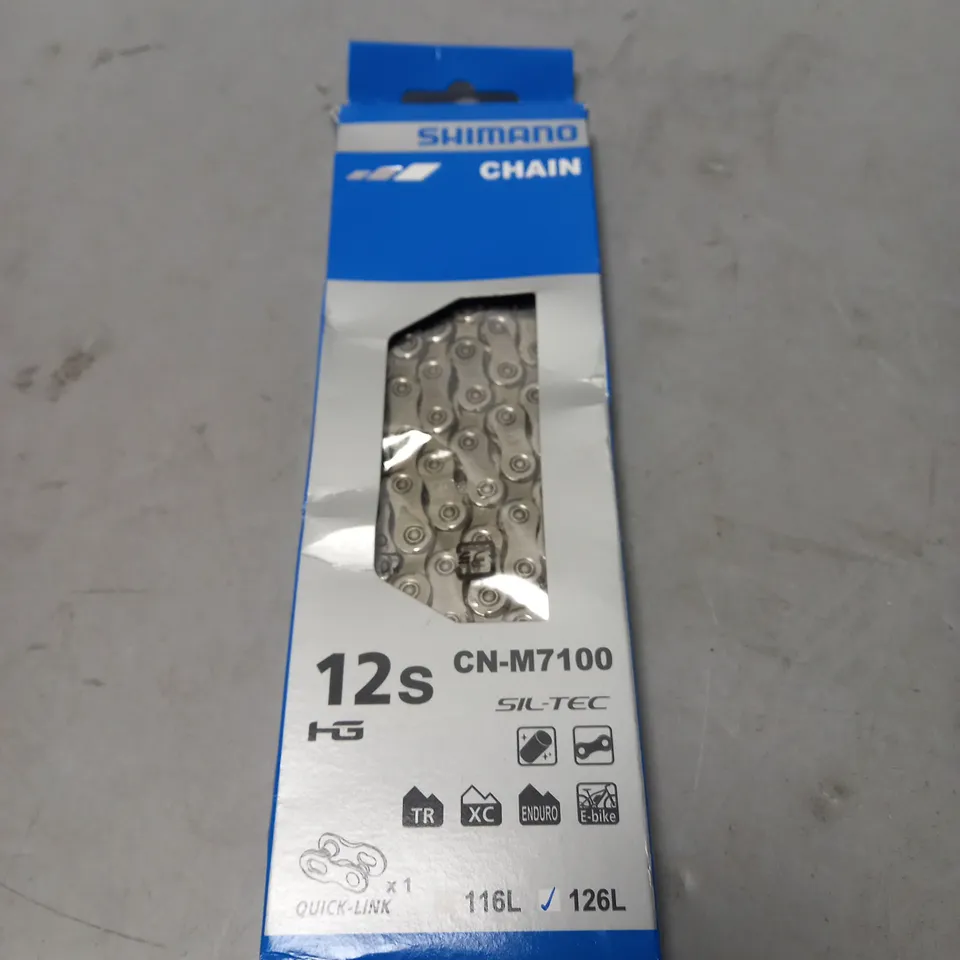 SHIMANO
CHAIN
12s
CN-M7100
HG
SIL-TEC
TR
XC
ENDURO
E-bike
x 1
QUICK-LINK
116L
126L